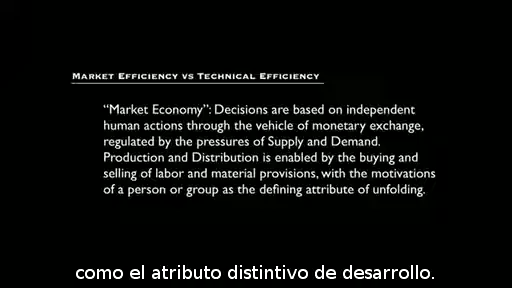 MARKET EFFICIENCY VS TECHNICAL EFFICIENCY
“Market Economy”: Decisions are based on independent
human actions through the vehicle of monetary exchange,
regulated by the pressures of Supply and Demand.
Production and Distribution is enabled by the buying and
selling of labor and material provisions, with the motivations
of a person or group as the defining attribute of unfolding.
como el atributo distintivo de desarrollo.